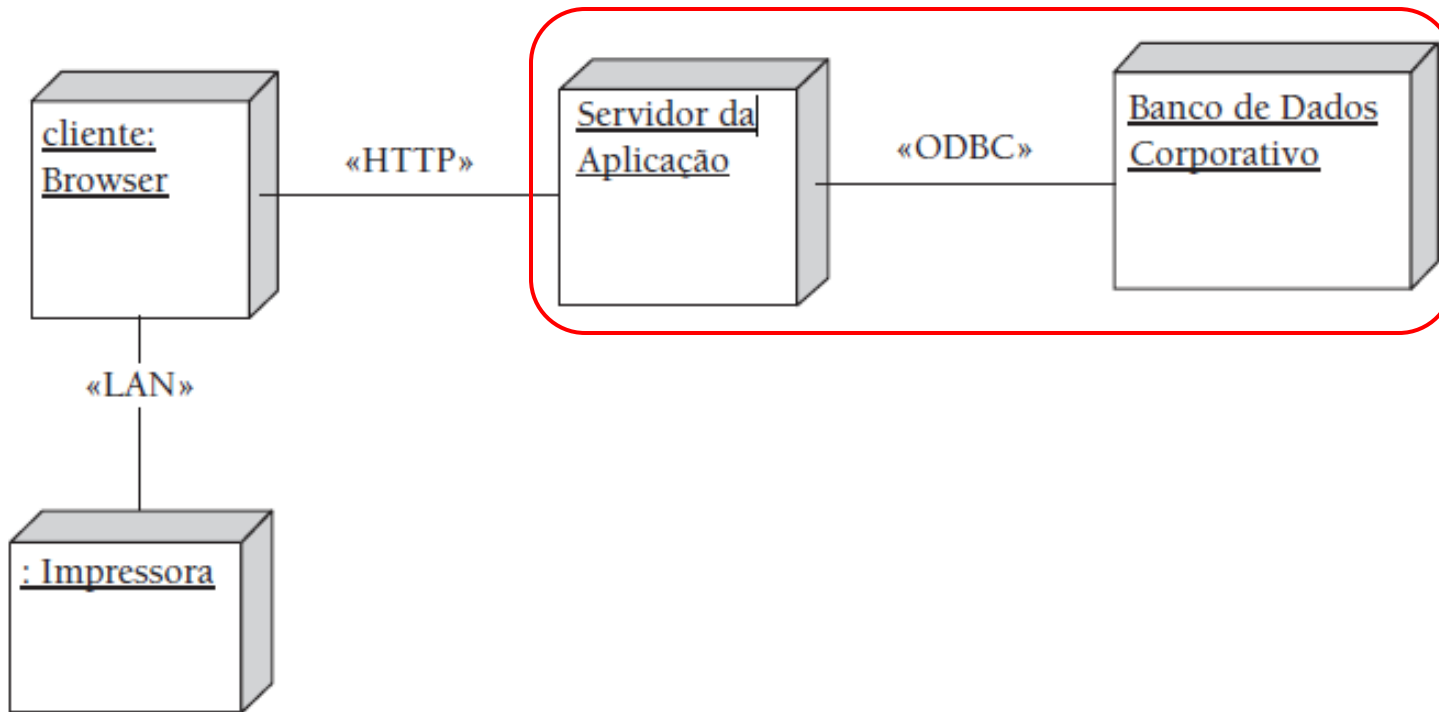 cliente:
Browser
«HTTP»
Servidor da
Aplicação
«ODBC»
Banco de Dados
Corporativo
«LAN»
: Impressora